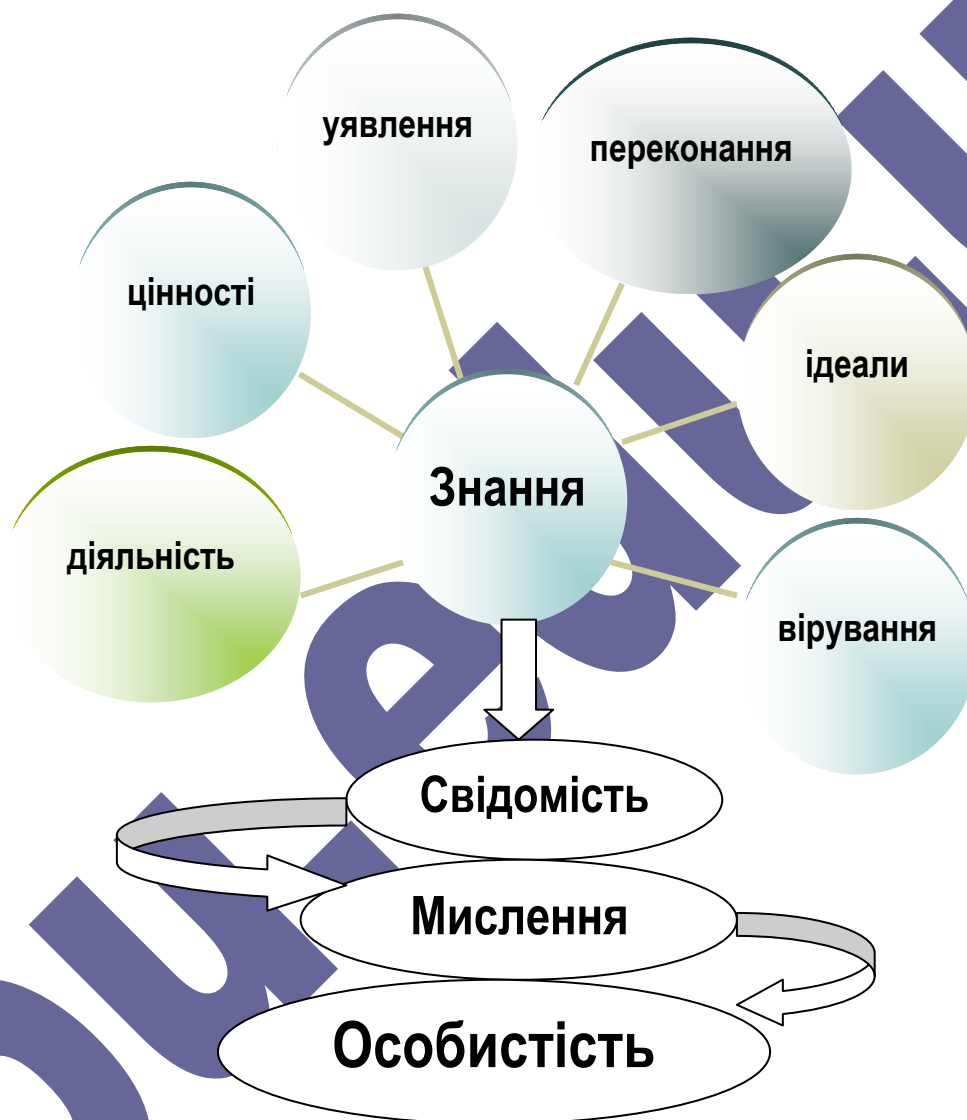 уявлення
переконання
цінності
ідеали
Знання
діяльність
вірування
Свідомість
Мислення
Особистість